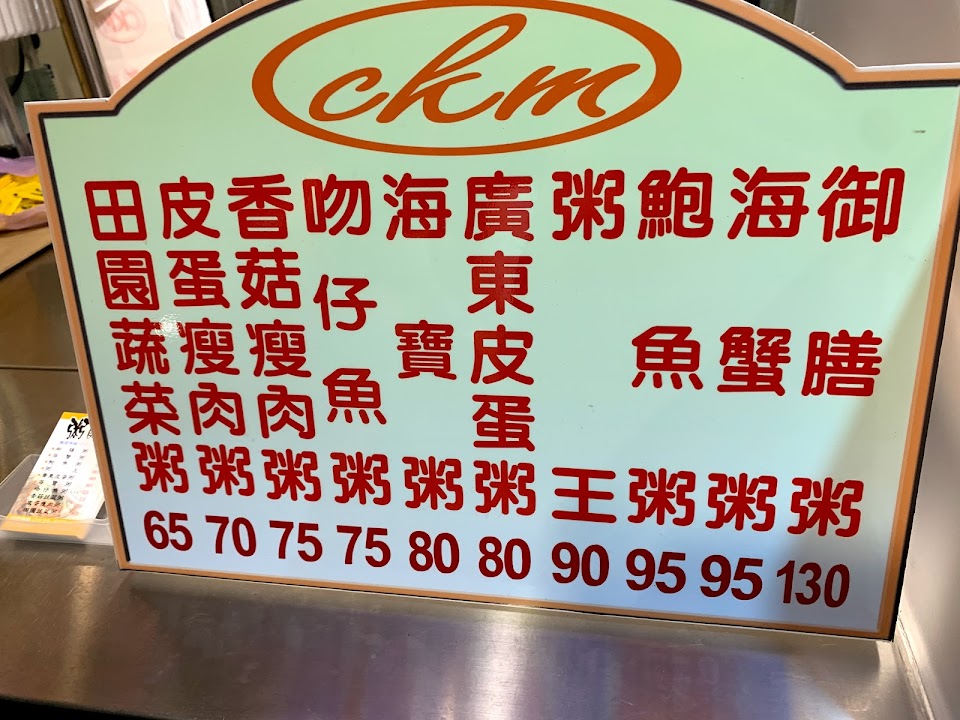 ckm
御膳粥 130
海蟹粥 95
鮑魚粥 95
粥王 90
廣東皮蛋粥 80
海寶粥 80
吻仔魚粥 75
香菇瘦肉粥 75
皮蛋瘦肉粥 70
田園蔬菜粥 65